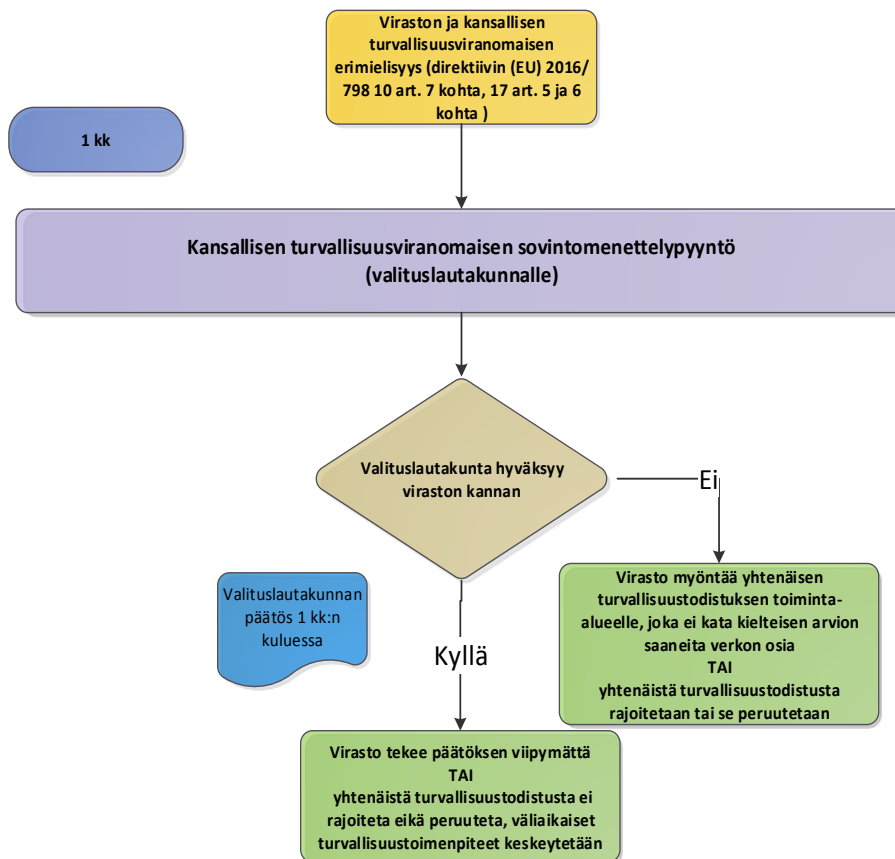 Viraston ja kansallisen
turvallisuusviranomaisen
erimielisyys (direktiivin (EU) 2016/
798 10 art. 7 kohta, 17 art. 5 ja 6
kohta )
1 kk
Kansallisen turvallisuusviranomaisen sovintomenettelypyyntö
(valituslautakunnalle)
Valituslautakunta hyväksyy
viraston kannan
Ei
Virasto myöntää yhtenäisen
turvallisuustodistuksen toiminta-
alueelle, joka ei kata kielteisen arvion
saaneita verkon osia
TAI
yhtenäistä turvallisuustodistusta
rajoitetaan tai se peruutetaan
Valituslautakunnan
päätös 1 kk:n
kuluessa
Kyllä
Virasto tekee päätöksen viipymättä
TAI
yhtenäistä turvallisuustodistusta ei
rajoiteta eikä peruuteta, väliaikaiset
turvallisuustoimenpiteet keskeytetään